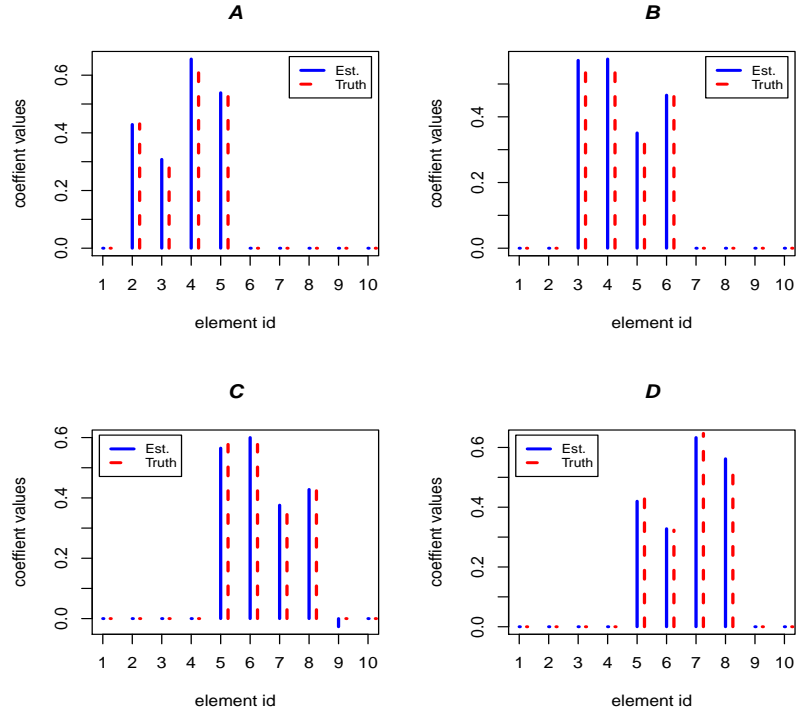 A
Est.
Truth
coeffient values
0.0 0.2 0.4 0.6
1 2 3 4 5 6 7 8 9 10
element id
B
Est.
Truth
coeffient values
0.0 0.2 0.4
1 2 3 4 5 6 7 8 9 10
element id
C
Est.
Truth
coeffient values
0.0 0.2 0.4 0.6
1 2 3 4 5 6 7 8 9 10
element id
D
Est.
Truth
coeffient values
0.0 0.2 0.4 0.6
1 2 3 4 5 6 7 8 9 10
element id